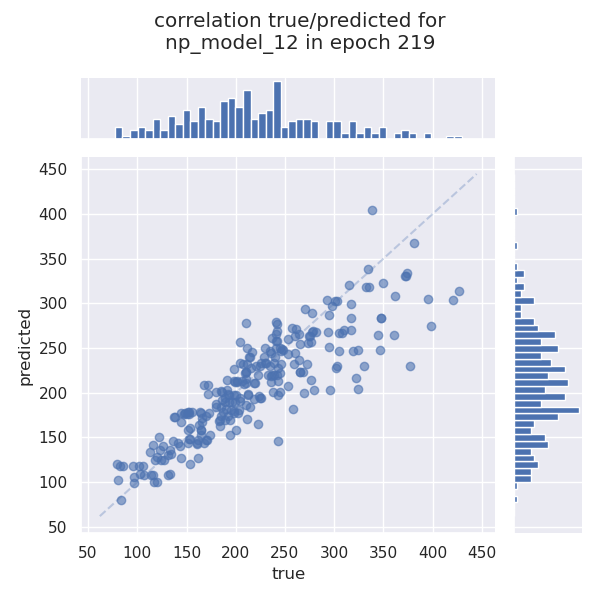 correlation true/predicted for
np_model_12 in epoch 219
450
400
350
300
250
200
150
100
50
predicted
50 100 150 200 250 300 350 400 450
true